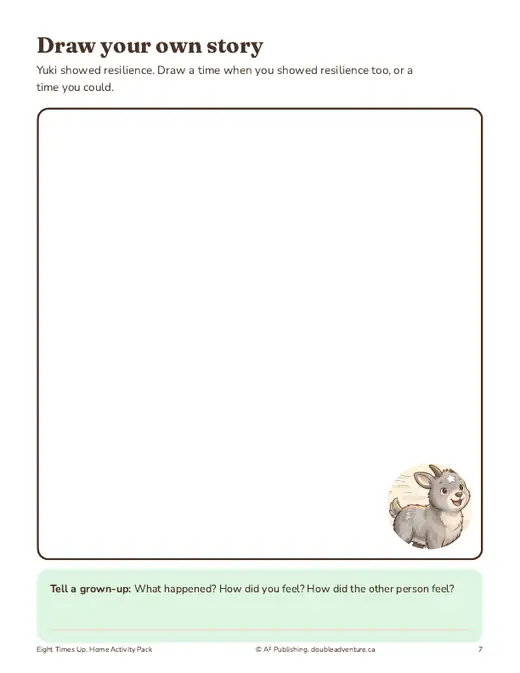 Draw your own story
Yuki showed resilience. Draw a time when you showed resilience too, or a
time you could.
Tell a grown-up: What happened? How did you feel? How did the other person feel?
Eight Times Up. Home Activity Pack
© A² Publishing. doubleadventure.ca
7